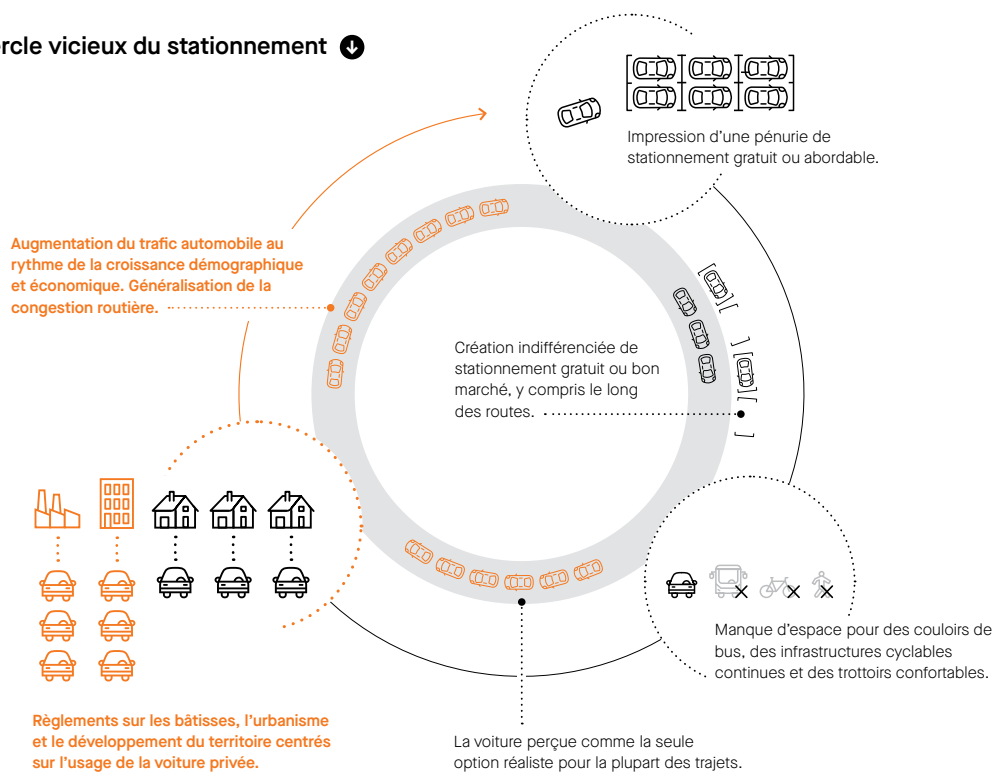 ercle vicieux du stationnement
Impression d’une pénurie de
stationnement gratuit ou abordable.
Augmentation du trafic automobile au
rythme de la croissance démographique
et économique. Généralisation de la
congestion routière.
Création indifférenciée de
stationnement gratuit ou bon
marché, y compris le long
des routes.
Manque d’espace pour des couloirs de
bus, des infrastructures cyclables
continues et des trottoirs confortables.
Règlements sur les bâtisses, l’urbanisme
et le développement du territoire centrés
sur l’usage de la voiture privée.
La voiture perçue comme la seule
option réaliste pour la plupart des trajets.